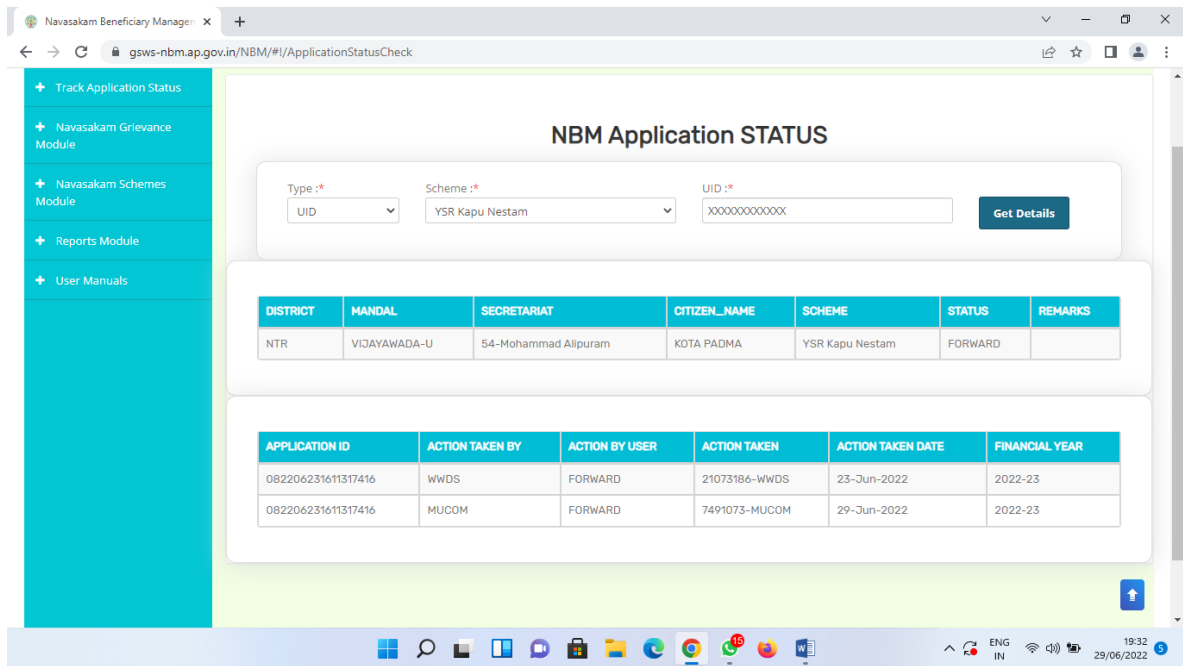 Navasakam Beneficiary Managem
gsws-nbm.ap.gov.in/NBM/#!/ApplicationStatusCheck
Track Application Status
Navasakam Grievance
Module
Navasakam Schemes
Module
Reports Module
User Manuals
NBM Application STATUS
Type :* Scheme :* UID :*
UID YSR Kapu Nestam XXXXXXXXXXXX Get Details
DISTRICT MANDAL SECRETARIAT CITIZEN_NAME SCHEME STATUS REMARKS
NTR VIJAYAWADA-U 54-Mohammad Alipuram KOTA PADMA YSR Kapu Nestam FORWARD
APPLICATION ID ACTION TAKEN BY ACTION BY USER ACTION TAKEN ACTION TAKEN DATE FINANCIAL YEAR
082206231611317416 WWDS FORWARD 21073186-WWDS 23-Jun-2022 2022-23
082206231611317416 MUCOM FORWARD 7491073-MUCOM 29-Jun-2022 2022-23
15
ENG 19:32
IN 29/06/2022 5